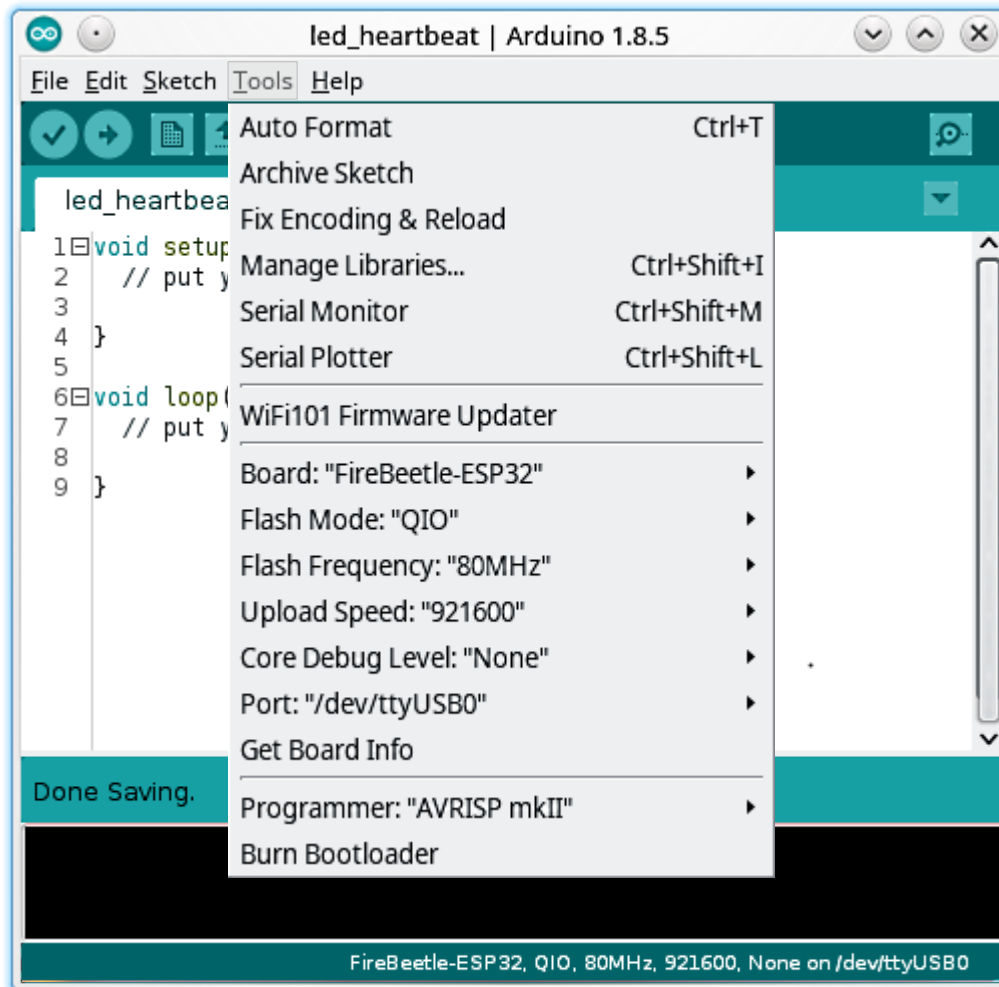 led_heartbeat | Arduino 1.8.5
File Edit Sketch Tools Help
Auto Format Ctrl+T
Archive Sketch
Fix Encoding & Reload
Manage Libraries... Ctrl+Shift+I
Serial Monitor Ctrl+Shift+M
Serial Plotter Ctrl+Shift+L
WiFi101 Firmware Updater
Board: "FireBeetle-ESP32"
Flash Mode: "QIO"
Flash Frequency: "80MHz"
Upload Speed: "921600"
Core Debug Level: "None"
Port: "/dev/ttyUSB0"
Get Board Info
Programmer: "AVRISP mkII"
Burn Bootloader
led_heartbea
1 void setup
2 // put y
3
4 }
5
6 void loop(
7 // put y
8
9 }
Done Saving.
FireBeetle-ESP32, QIO, 80MHz, 921600, None on /dev/ttyUSB0